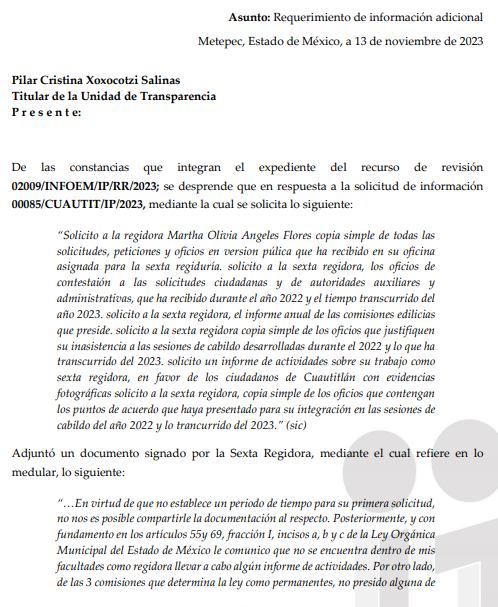 Asunto: Requerimiento de información adicional
Metepec, Estado de México, a 13 de noviembre de 2023
Pilar Cristina Xoxocotzi Salinas
Titular de la Unidad de Transparencia
P r e s e n t e:
De las constancias que integran el expediente del recurso de revisión
02009/INFOEM/IP/RR/2023; se desprende que en respuesta a la solicitud de información
00085/CUAUTIT/IP/2023, mediante la cual se solicita lo siguiente:
“Solicito a la regidora Martha Olivia Angeles Flores copia simple de todas las
solicitudes, peticiones y oficios en version púlica que ha recibido en su oficina
asignada para la sexta regiduría. solicito a la sexta regidora, los oficios de
contestaión a las solicitudes ciudadanas y de autoridades auxiliares y
administrativas, que ha recibido durante el año 2022 y el tiempo transcurrido del
año 2023. solicito a la sexta regidora, el informe anual de las comisiones edilicias
que preside. solicito a la sexta regidora copia simple de los oficios que justifiquen
su inasistencia a las sesiones de cabildo desarrolladas durante el 2022 y lo que ha
transcurrido del 2023. solicito un informe de actividades sobre su trabajo como
sexta regidora, en favor de los ciudadanos de Cuautitlán con evidencias
fotográficas solicito a la sexta regidora, copia simple de los oficios que contengan
los puntos de acuerdo que haya presentado para su integración en las sesiones de
cabildo del año 2022 y lo trancurrido del 2023.” (sic)
Adjuntó un documento signado por la Sexta Regidora, mediante el cual refiere en lo
medular, lo siguiente:
“…En virtud de que no establece un periodo de tiempo para su primera solicitud,
no nos es posible compartirle la documentación al respecto. Posteriormente, y con
fundamento en los artículos 55y 69, fracción I, incisos a, b y c de la Ley Orgánica
Municipal del Estado de México le comunico que no se encuentra dentro de mis
facultades como regidora llevar a cabo algún informe de actividades. Por otro lado,
de las 3 comisiones que determina la ley como permanentes, no presido alguna de